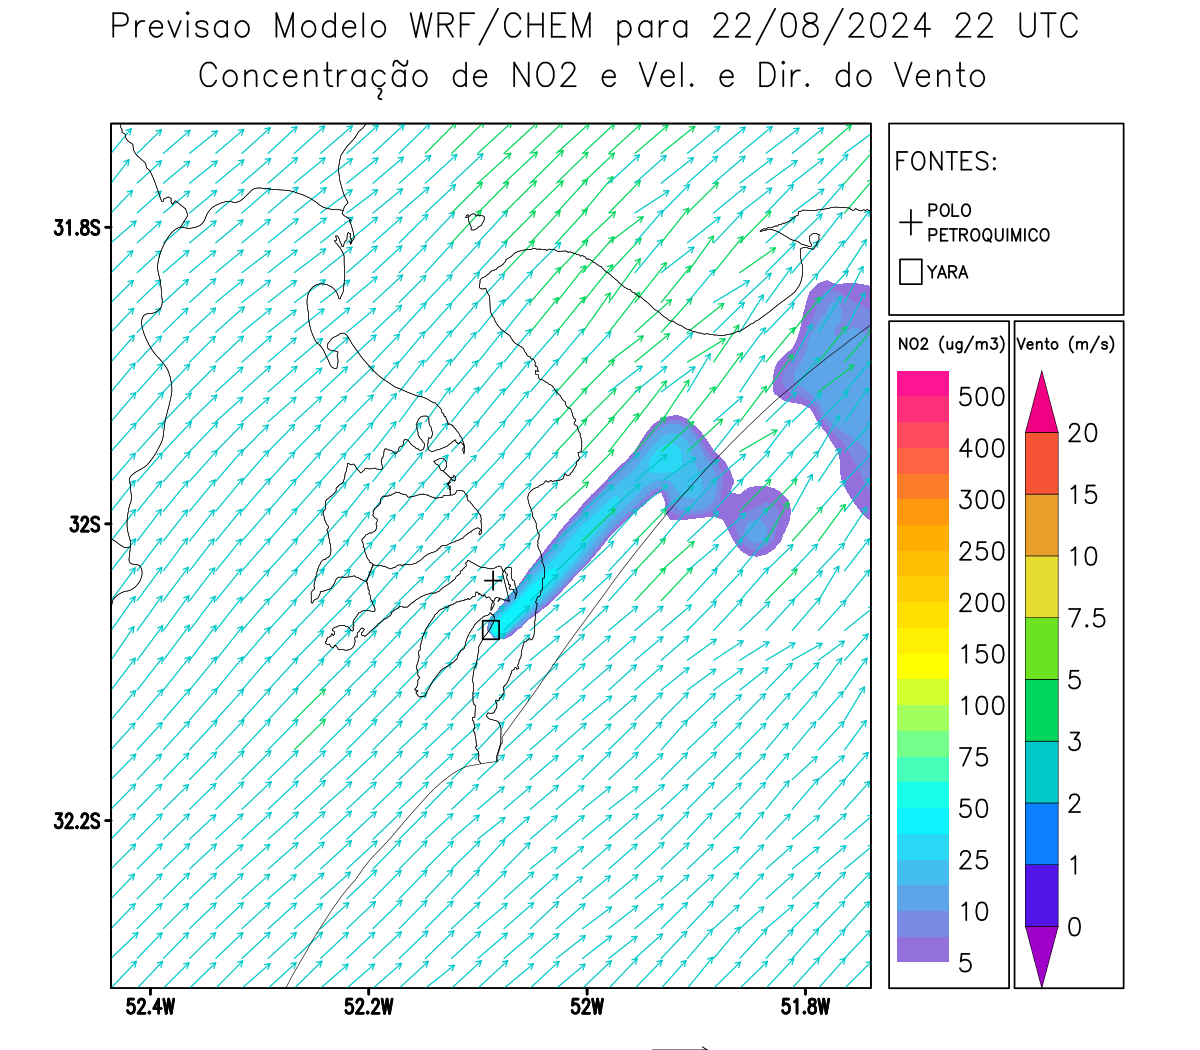 Previsao Modelo WRF/CHEM para 22/08/2024 22 UTC
Concentração de NO2 e Vel. e Dir. do Vento
FONTES:
POLO
PETROQUIMICO
YARA
NO2 (ug/m3)
500
400
300
250
200
150
100
75
50
25
10
5
Vento (m/s)
20
15
10
7.5
5
3
2
1
0
31.8S
32S
32.2S
52.4W
52.2W
52W
51.8W